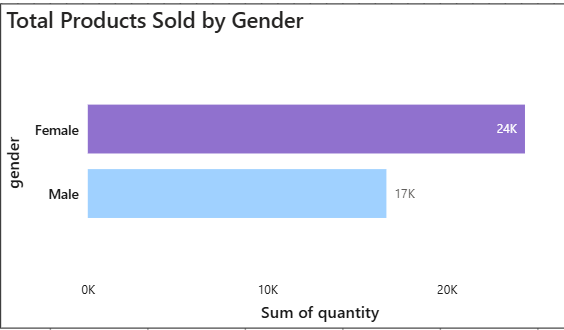 Total Products Sold by Gender
gender
Female
24K
Male
17K
0K
10K
20K
Sum of quantity